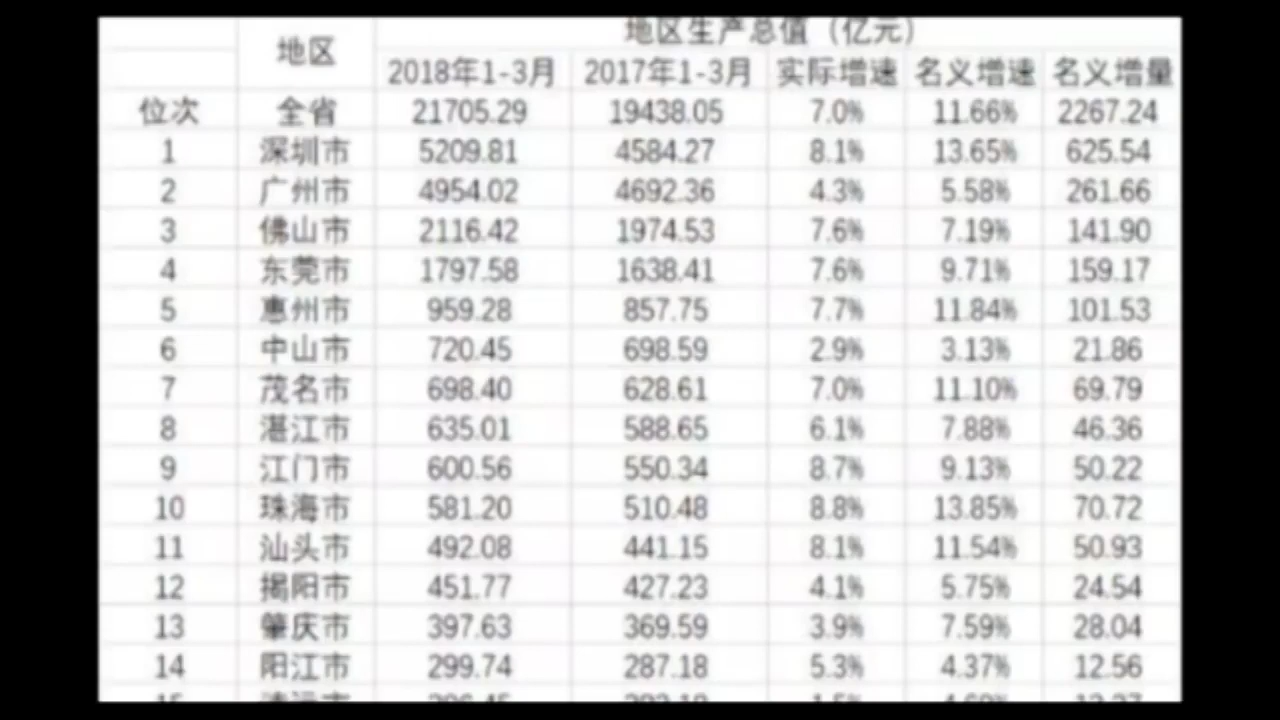 地区生产总值（亿元）
地区
2018年1-3月 2017年1-3月 实际增速 名义增速 名义增量
位次 全省 21705.29 19438.05 7.0% 11.66% 2267.24
1 深圳市 5209.81 4584.27 8.1% 13.65% 625.54
2 广州市 4954.02 4692.36 4.3% 5.58% 261.66
3 佛山市 2116.42 1974.53 7.6% 7.19% 141.90
4 东莞市 1797.58 1638.41 7.6% 9.71% 159.17
5 惠州市 959.28 857.75 7.7% 11.84% 101.53
6 中山市 720.45 698.59 2.9% 3.13% 21.86
7 茂名市 698.40 628.61 7.0% 11.10% 69.79
8 湛江市 635.01 588.65 6.1% 7.88% 46.36
9 江门市 600.56 550.34 8.7% 9.13% 50.22
10 珠海市 581.20 510.48 8.8% 13.85% 70.72
11 汕头市 492.08 441.15 8.1% 11.54% 50.93
12 揭阳市 451.77 427.23 4.1% 5.75% 24.54
13 肇庆市 397.63 369.59 3.9% 7.59% 28.04
14 阳江市 299.74 287.18 5.3% 4.37% 12.56